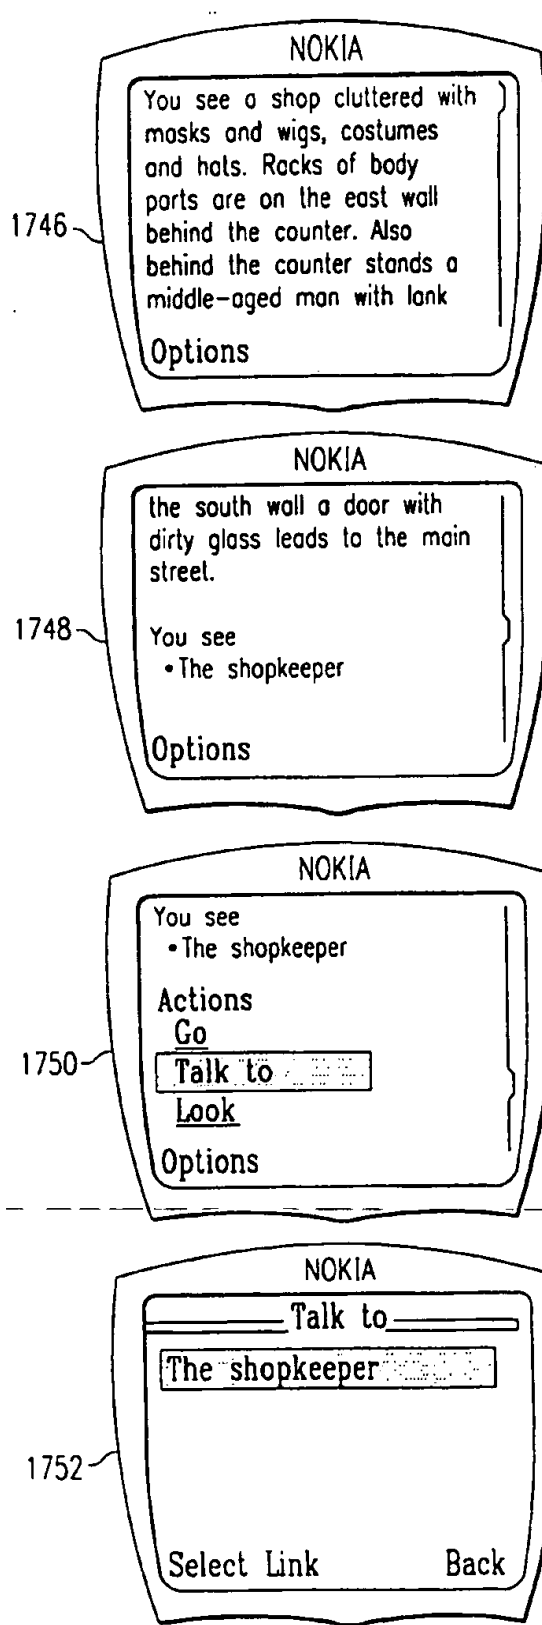 NOKIA
You see a shop cluttered with
masks and wigs, costumes
and hats. Racks of body
parts are on the east wall
behind the counter. Also
behind the counter stands a
middle-aged man with lank
Options
1746
NOKIA
the south wall a door with
dirty glass leads to the main
street.
You see
•The shopkeeper
Options
1748
NOKIA
You see
•The shopkeeper
Actions
Go
Talk to
Look
Options
1750
NOKIA
Talk to
The shopkeeper
Select Link Back
1752